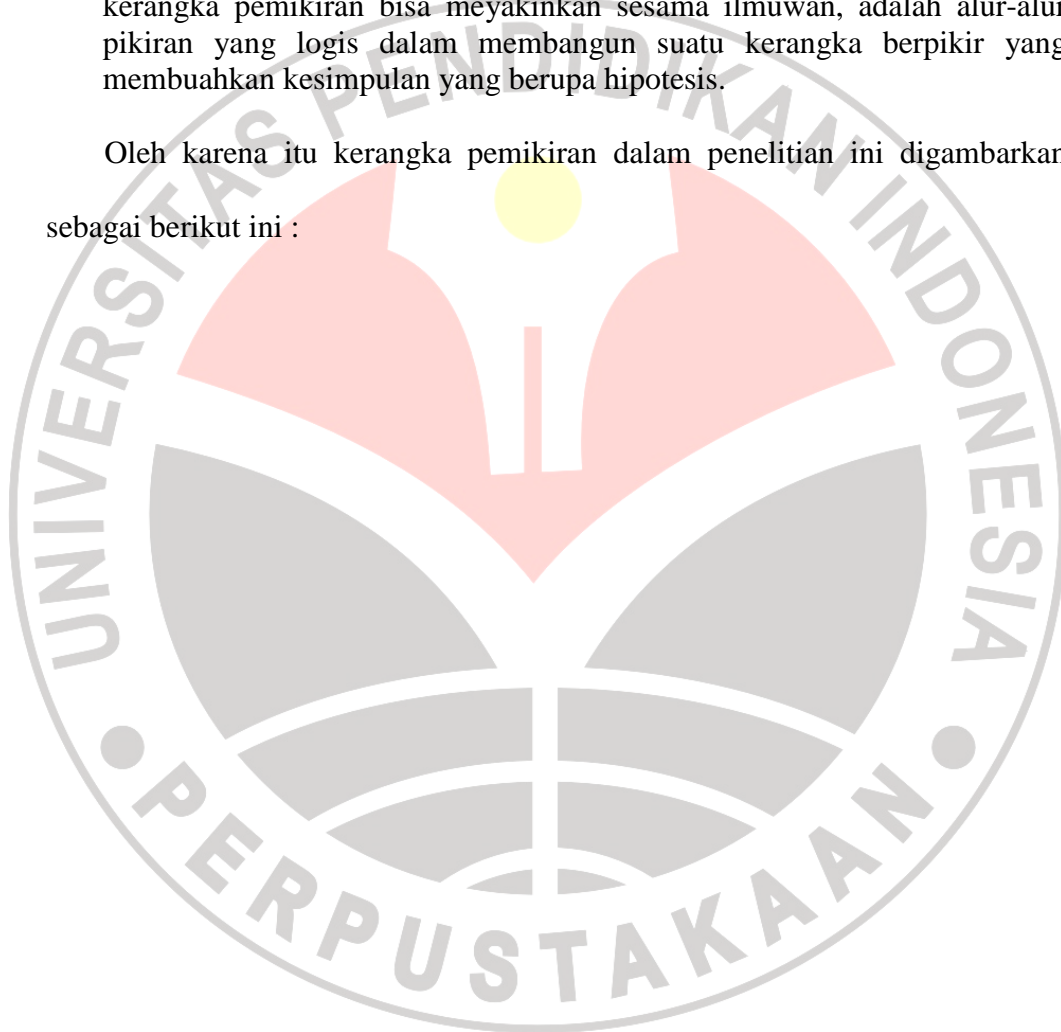 kerangka pemikiran bisa meyakinkan sesama ilmuwan, adalah alur-alur
pikiran yang logis dalam membangun suatu kerangka berpikir yang
membuahkan kesimpulan yang berupa hipotesis.
Oleh karena itu kerangka pemikiran dalam penelitian ini digambarkan
sebagai berikut ini :
UNIVERSITAS PENDIDIKAN INDONESIA
PERPUSTAKAAN